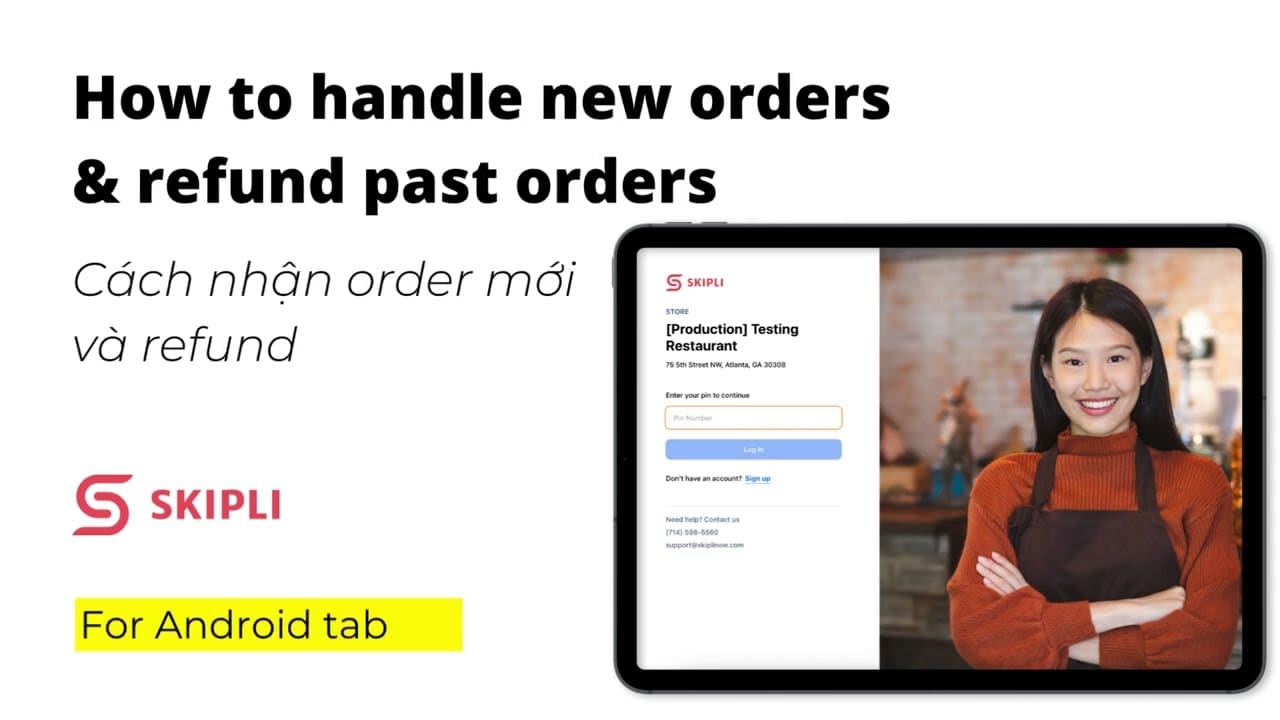 How to handle new orders
& refund past orders
Cách nhận order mới
và refund
SKIPLI
For Android tab
SKIPLI
STORE
[Production] Testing
Restaurant
75 5th Street NW, Atlanta, GA 30308
Enter your pin to continue
Pin Number
Log In
Don't have an account? Sign up
Need help? Contact us
(714) 598-5560
support@skiplinow.com